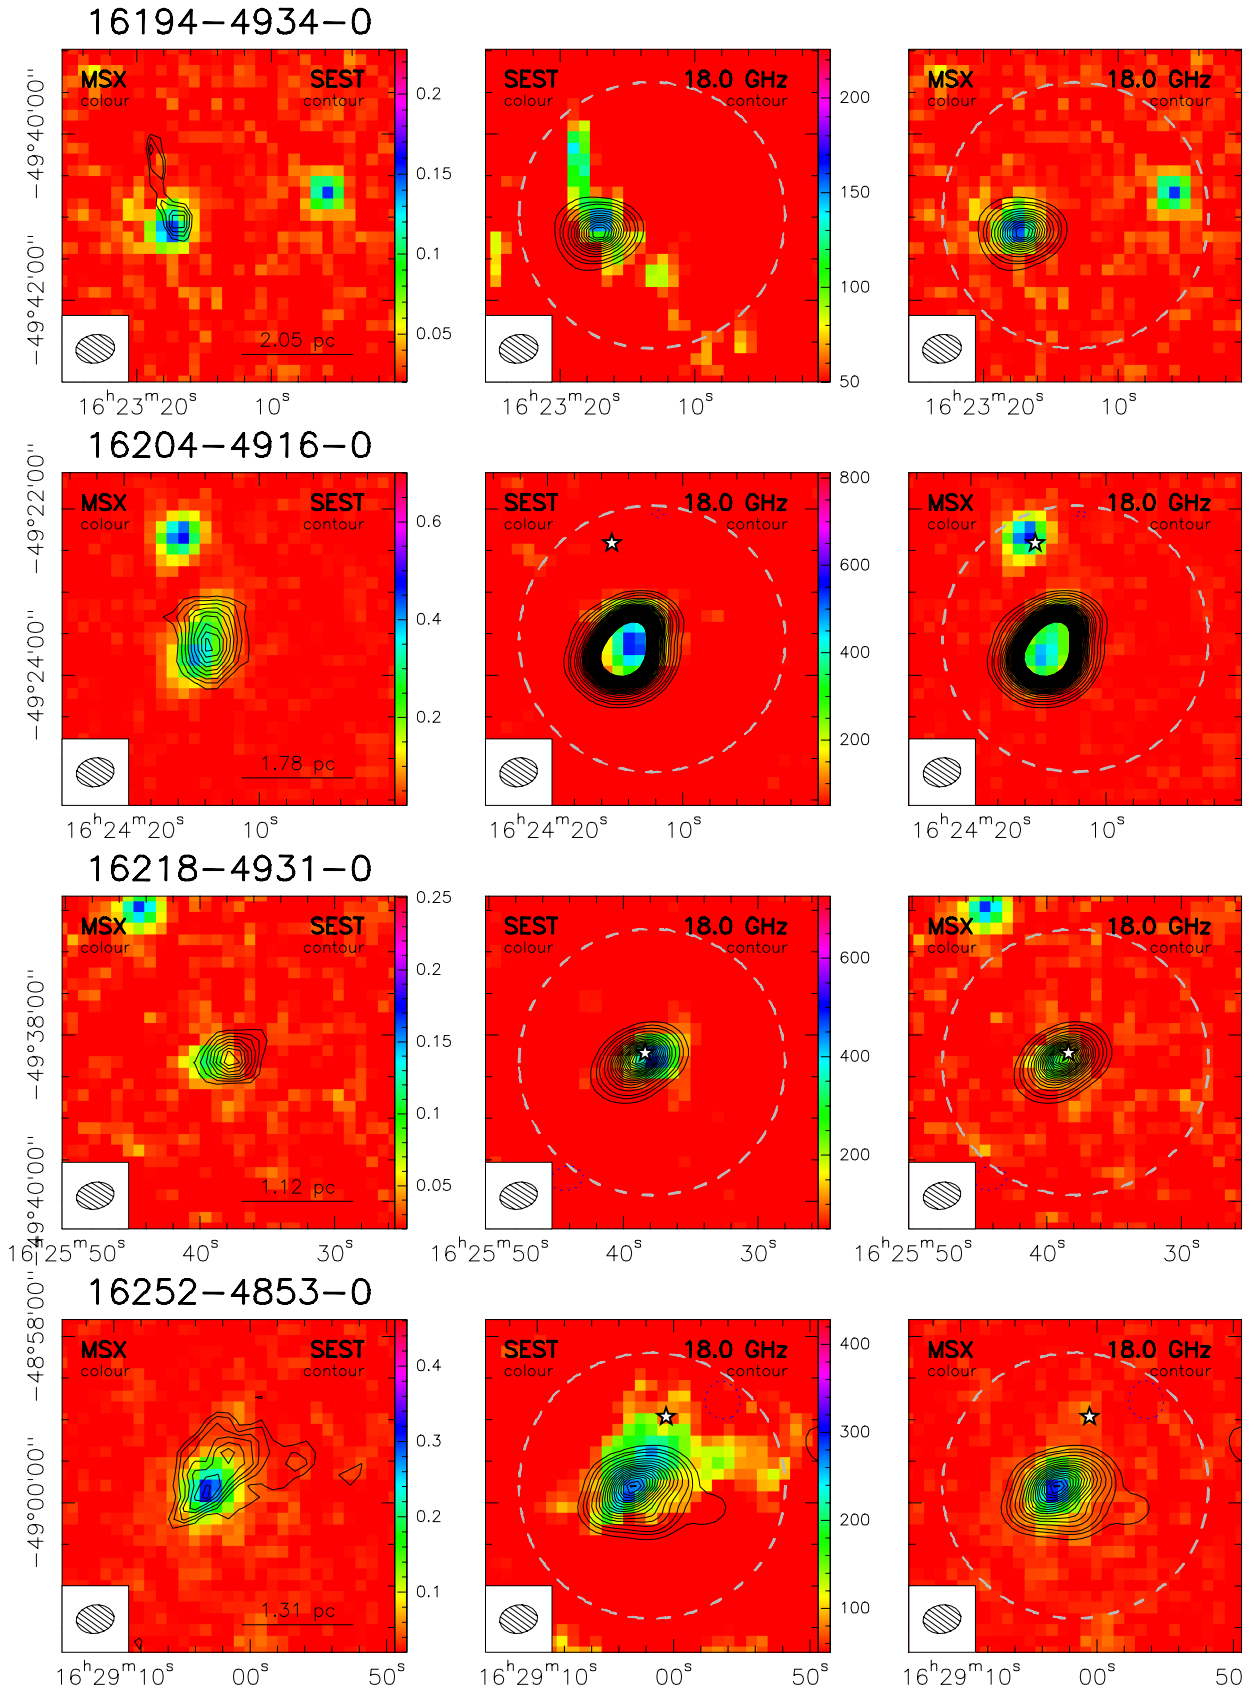 16194−4934−0
MSX SEST
colour contour
SEST 18.0 GHz
colour contour
MSX 18.0 GHz
colour contour
0.2
0.15
0.1
0.05
200
150
100
50
−49°40'00''
−49°42'00''
2.05 pc
16h23m20s 10s
16h23m20s 10s
16h23m20s 10s
16204−4916−0
MSX SEST
colour contour
SEST 18.0 GHz
colour contour
MSX 18.0 GHz
colour contour
0.6
0.4
0.2
800
600
400
200
−49°22'00''
−49°24'00''
1.78 pc
16h24m20s 10s
16h24m20s 10s
16h24m20s 10s
16218−4931−0
MSX SEST
colour contour
SEST 18.0 GHz
colour contour
MSX 18.0 GHz
colour contour
0.25
0.2
0.15
0.1
0.05
600
400
200
−49°38'00''
−49°40'00''
1.12 pc
16h25m50s 40s 30s
16h25m50s 40s 30s
16h25m50s 40s 30s
16252−4853−0
MSX SEST
colour contour
SEST 18.0 GHz
colour contour
MSX 18.0 GHz
colour contour
0.4
0.3
0.2
0.1
400
300
200
100
−48°58'00''
−49°00'00''
1.31 pc
16h29m10s 00s 50s
16h29m10s 00s 50s
16h29m10s 00s 50